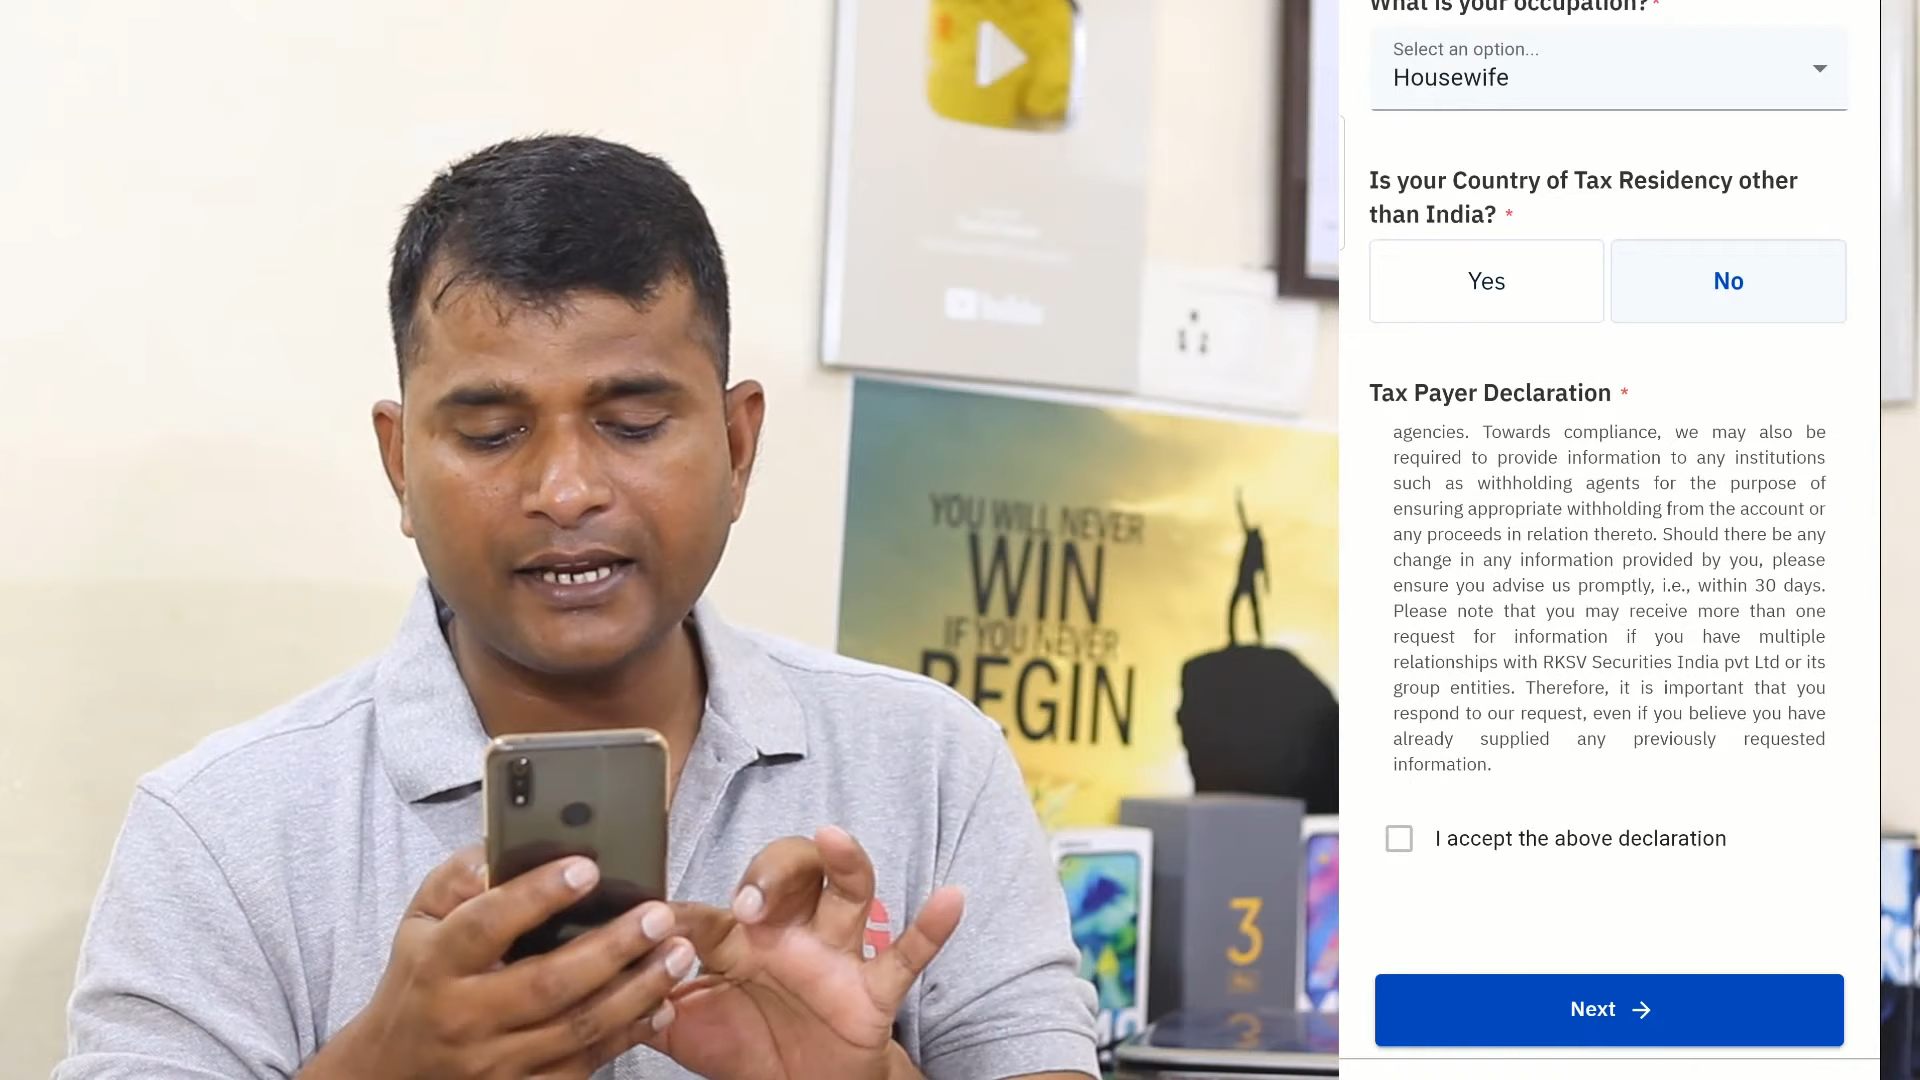 What is your occupation? *
Select an option...
Housewife
Is your Country of Tax Residency other
than India? *
Yes
No
Tax Payer Declaration *
agencies. Towards compliance, we may also be
required to provide information to any institutions
such as withholding agents for the purpose of
ensuring appropriate withholding from the account or
any proceeds in relation thereto. Should there be any
change in any information provided by you, please
ensure you advise us promptly, i.e., within 30 days.
Please note that you may receive more than one
request for information if you have multiple
relationships with RKSV Securities India pvt Ltd or its
group entities. Therefore, it is important that you
respond to our request, even if you believe you have
already supplied any previously requested
information.
I accept the above declaration
Next →
YouTube
YOU WILL NEVER
WIN
IF YOU NEVER
BEGIN
3